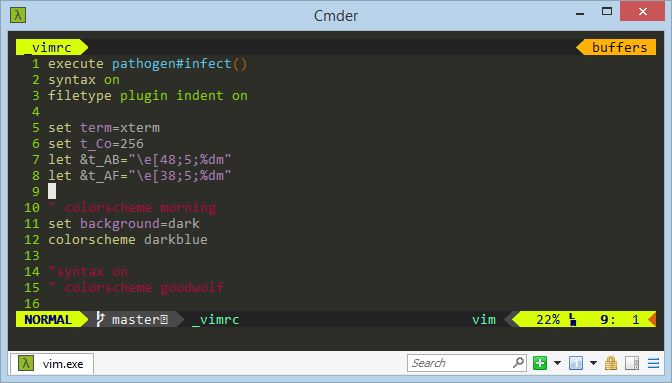 λ Cmder
_vimrc buffers
1 execute pathogen#infect()
2 syntax on
3 filetype plugin indent on
4
5 set term=xterm
6 set t_Co=256
7 let &t_AB="\e[48;5;%dm"
8 let &t_AF="\e[38;5;%dm"
9
10 " colorscheme morning
11 set background=dark
12 colorscheme darkblue
13
14 "syntax on
15 " colorscheme goodwolf
16
NORMAL master _vimrc vim 22% 9: 1
λ vim.exe Search 1